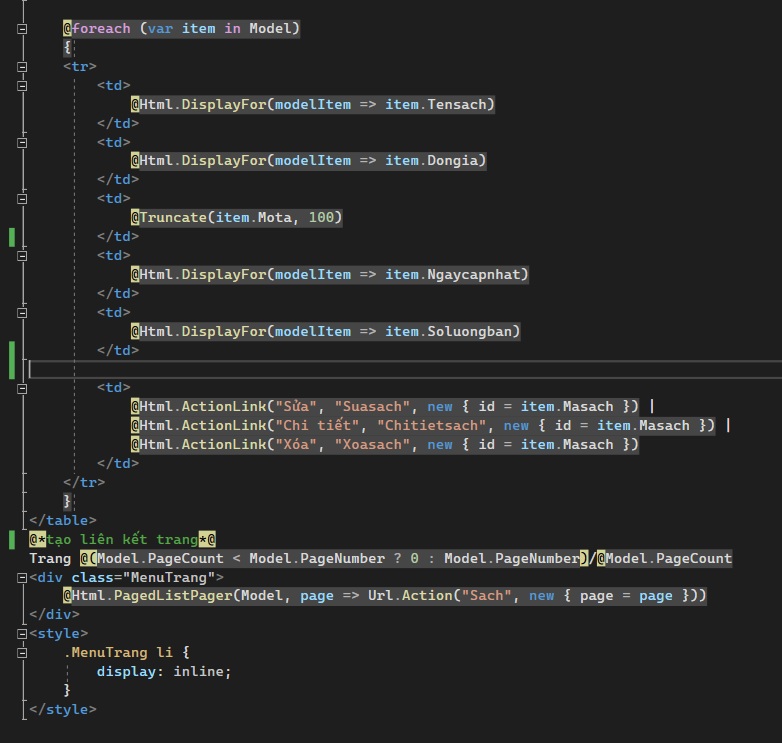 @foreach (var item in Model)
{
<tr>
<td>
@Html.DisplayFor(modelItem => item.Tensach)
</td>
<td>
@Html.DisplayFor(modelItem => item.Dongia)
</td>
<td>
@Truncate(item.Mota, 100)
</td>
<td>
@Html.DisplayFor(modelItem => item.Ngaycapnhat)
</td>
<td>
@Html.DisplayFor(modelItem => item.Soluongban)
</td>
<td>
@Html.ActionLink("Sửa", "Suasach", new { id = item.Masach }) |
@Html.ActionLink("Chi tiết", "Chitietsach", new { id = item.Masach }) |
@Html.ActionLink("Xóa", "Xoasach", new { id = item.Masach })
</td>
</tr>
}
</table>
@*tạo liên kết trang*@
Trang @(Model.PageCount < Model.PageNumber ? 0 : Model.PageNumber)/@Model.PageCount
<div class="MenuTrang">
@Html.PagedListPager(Model, page => Url.Action("Sach", new { page = page }))
</div>
<style>
.MenuTrang li {
display: inline;
}
</style>